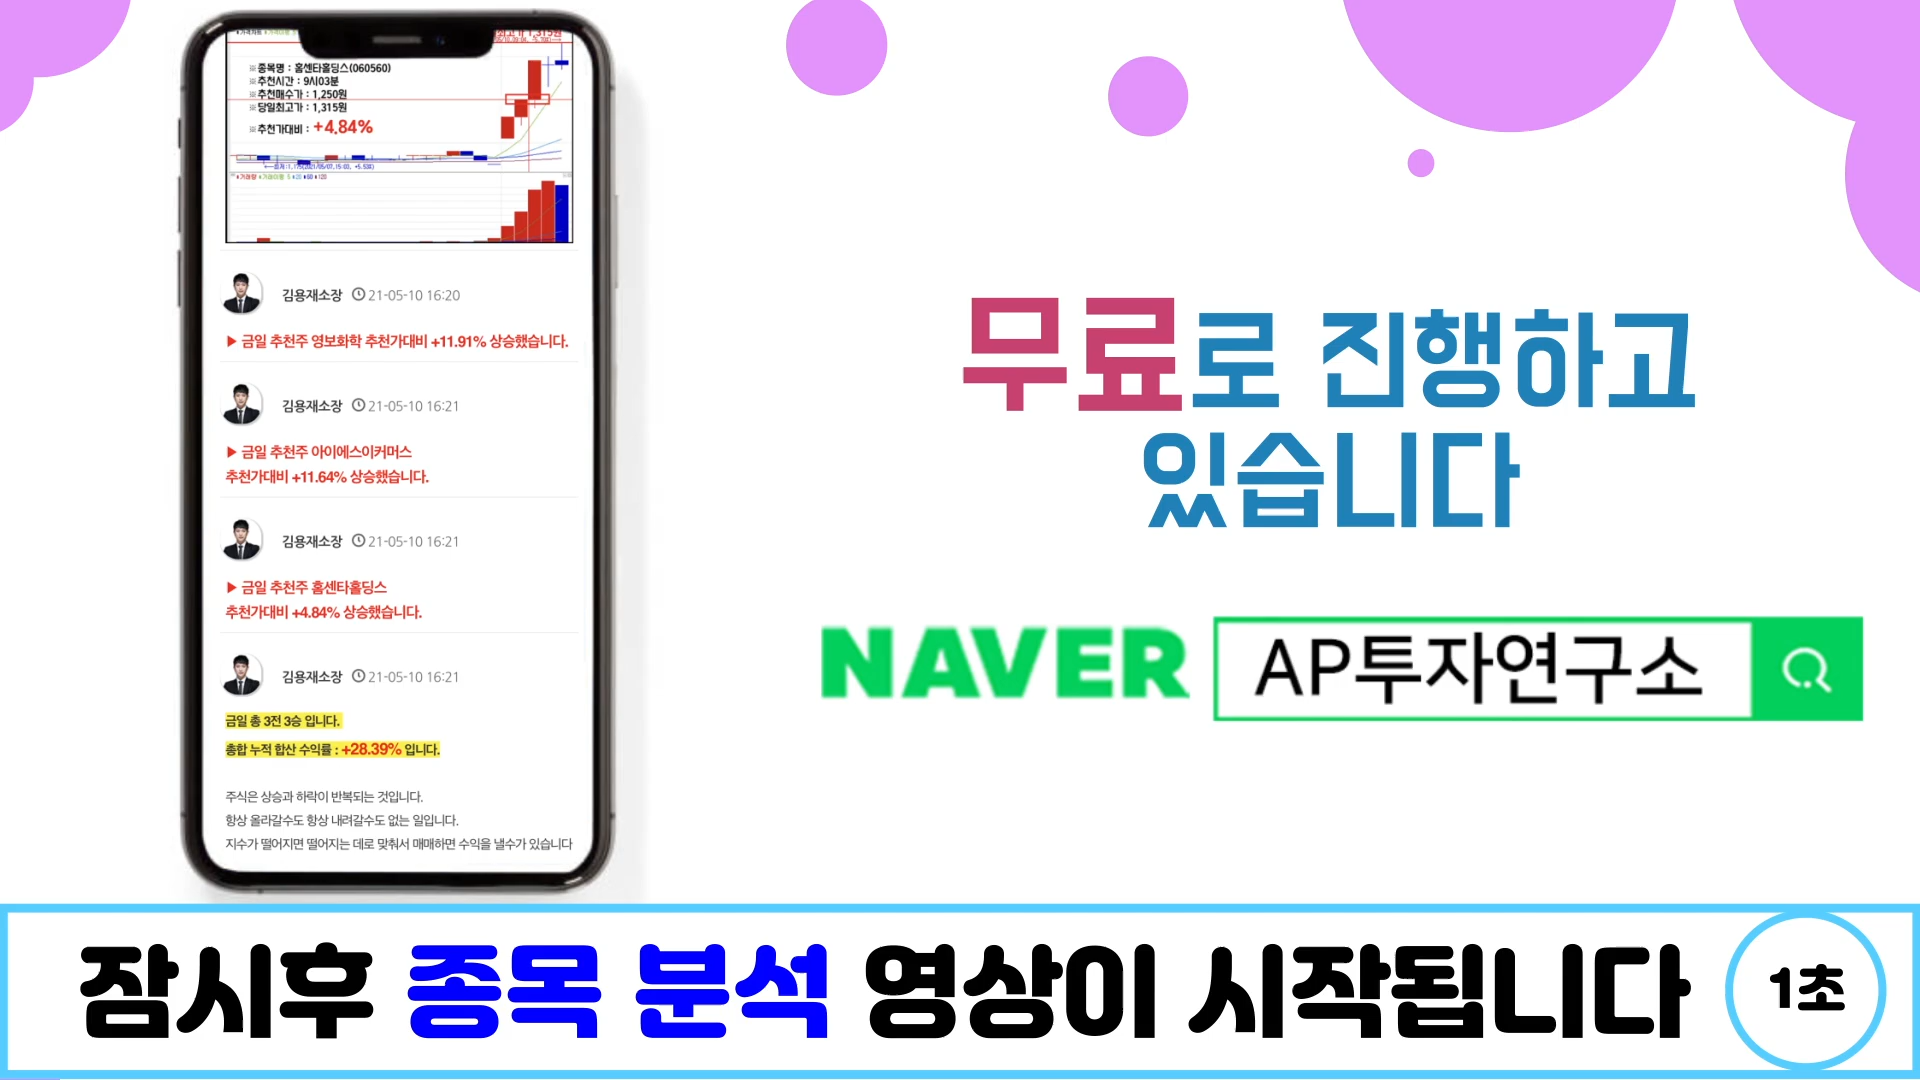 ※종목명 : 홈센타홀딩스(060560)
※추천시간 : 9시03분
※추천매수가 : 1,250원
※당일최고가 : 1,315원
※추천가대비 : +4.84%
김용재소장 21-05-10 16:20
▶ 금일 추천주 영보화학 추천가대비 +11.91% 상승했습니다.
김용재소장 21-05-10 16:21
▶ 금일 추천주 아이에스이커머스
추천가대비 +11.64% 상승했습니다.
김용재소장 21-05-10 16:21
▶ 금일 추천주 홈센타홀딩스
추천가대비 +4.84% 상승했습니다.
김용재소장 21-05-10 16:21
금일 총 3전 3승 입니다.
총합 누적 합산 수익률 : +28.39% 입니다.
주식은 상승과 하락이 반복되는 것입니다.
항상 올라갈수도 항상 내려갈수도 없는 일입니다.
지수가 떨어지면 떨어지는 데로 맞춰서 매매하면 수익을 낼수가 있습니다
무료로 진행하고
있습니다
NAVER AP투자연구소
잠시후 종목 분석 영상이 시작됩니다 1초